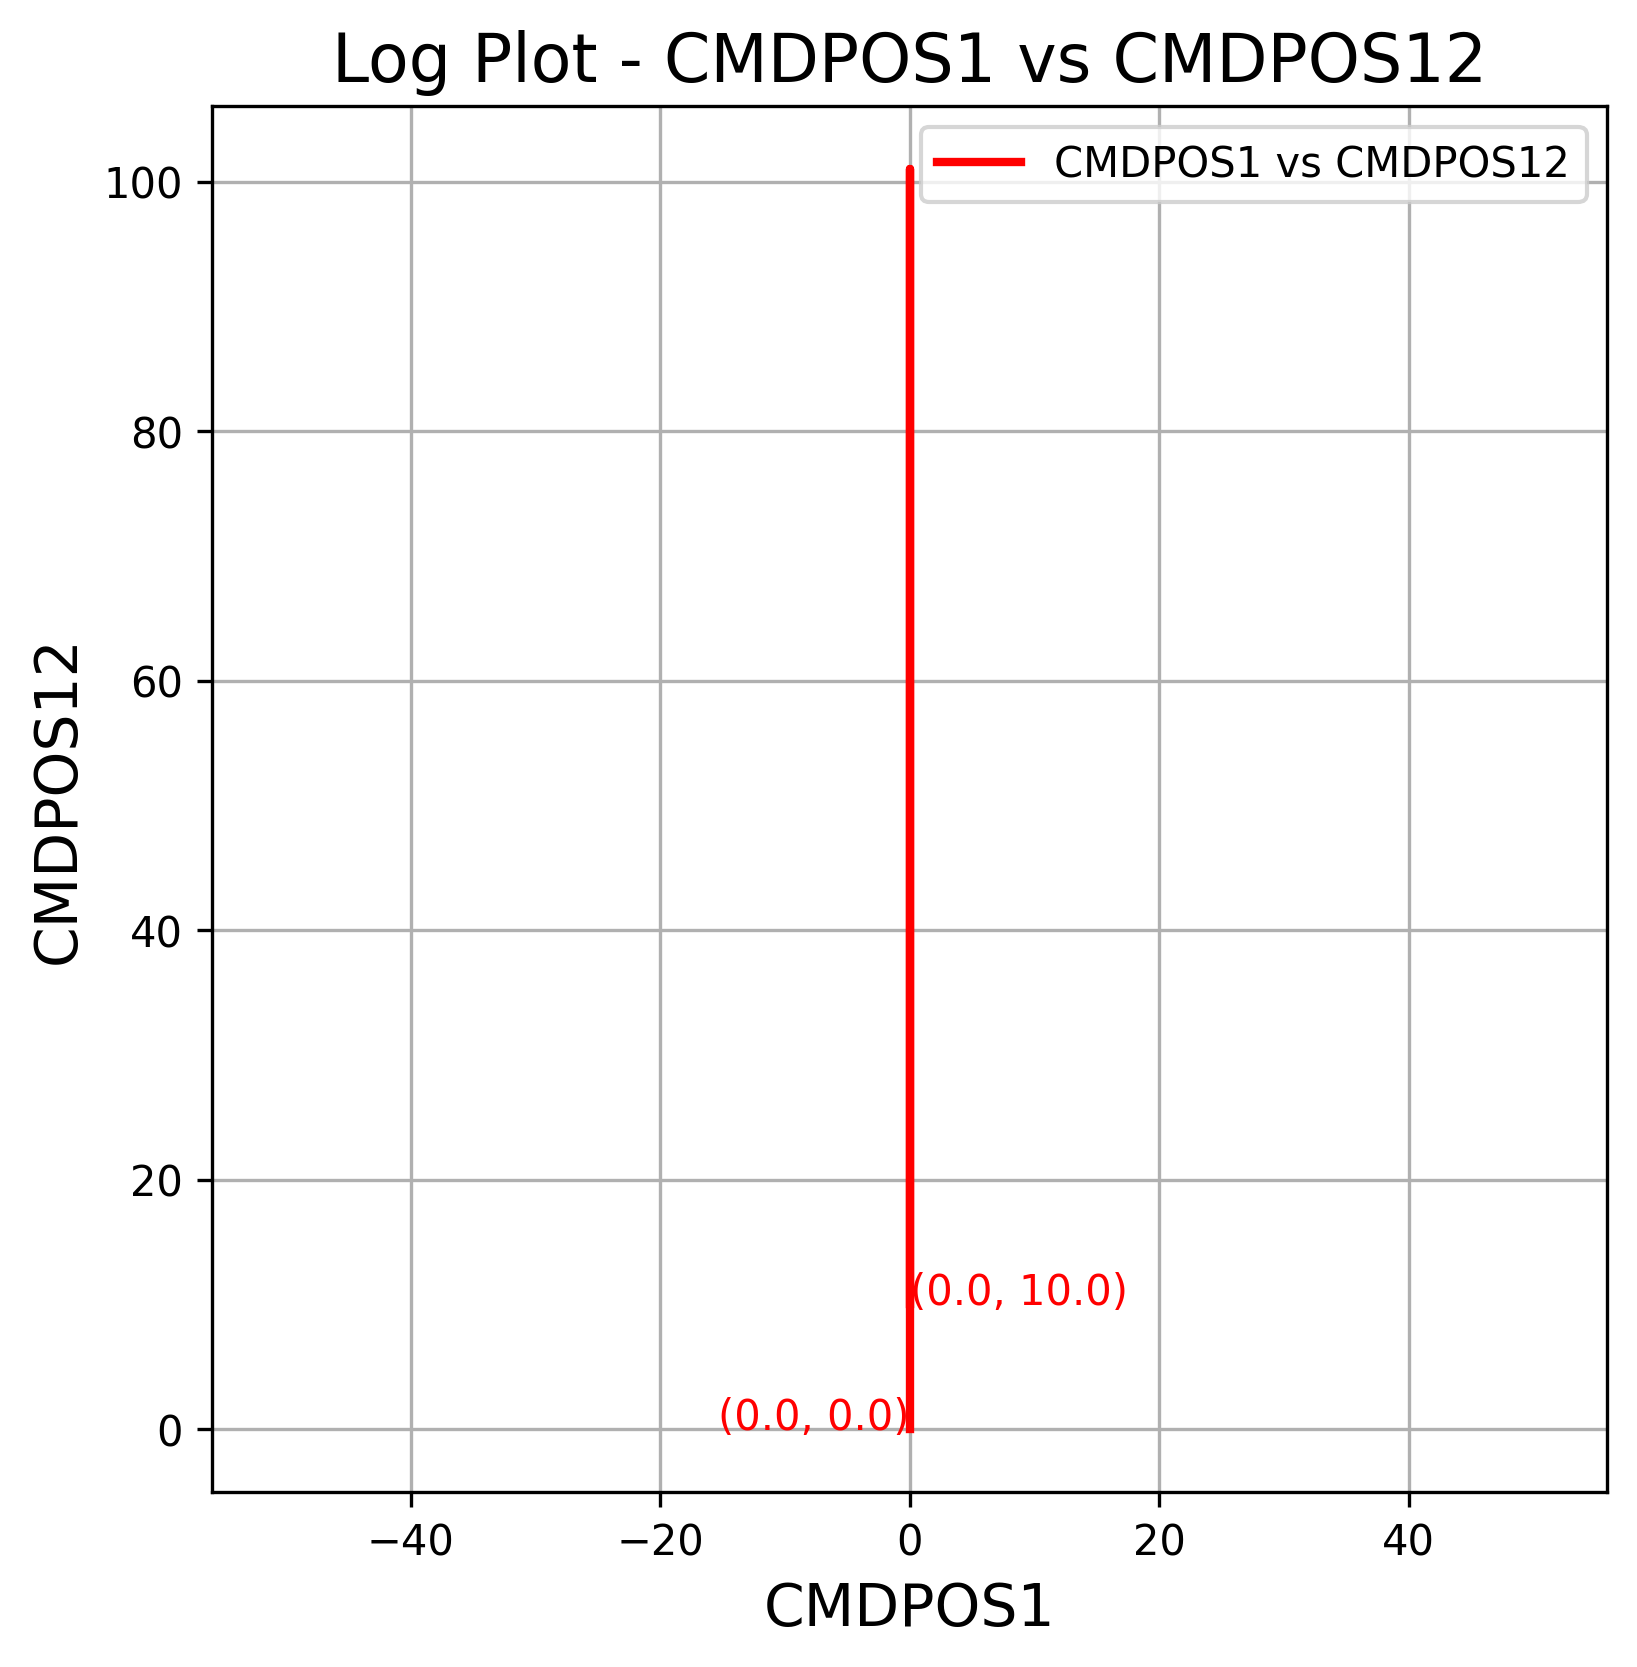 Log Plot - CMDPOS1 vs CMDPOS12
CMDPOS1 vs CMDPOS12
100
80
60
40
20
0
CMDPOS12
(0.0, 10.0)
(0.0, 0.0)
−40 −20 0 20 40
CMDPOS1